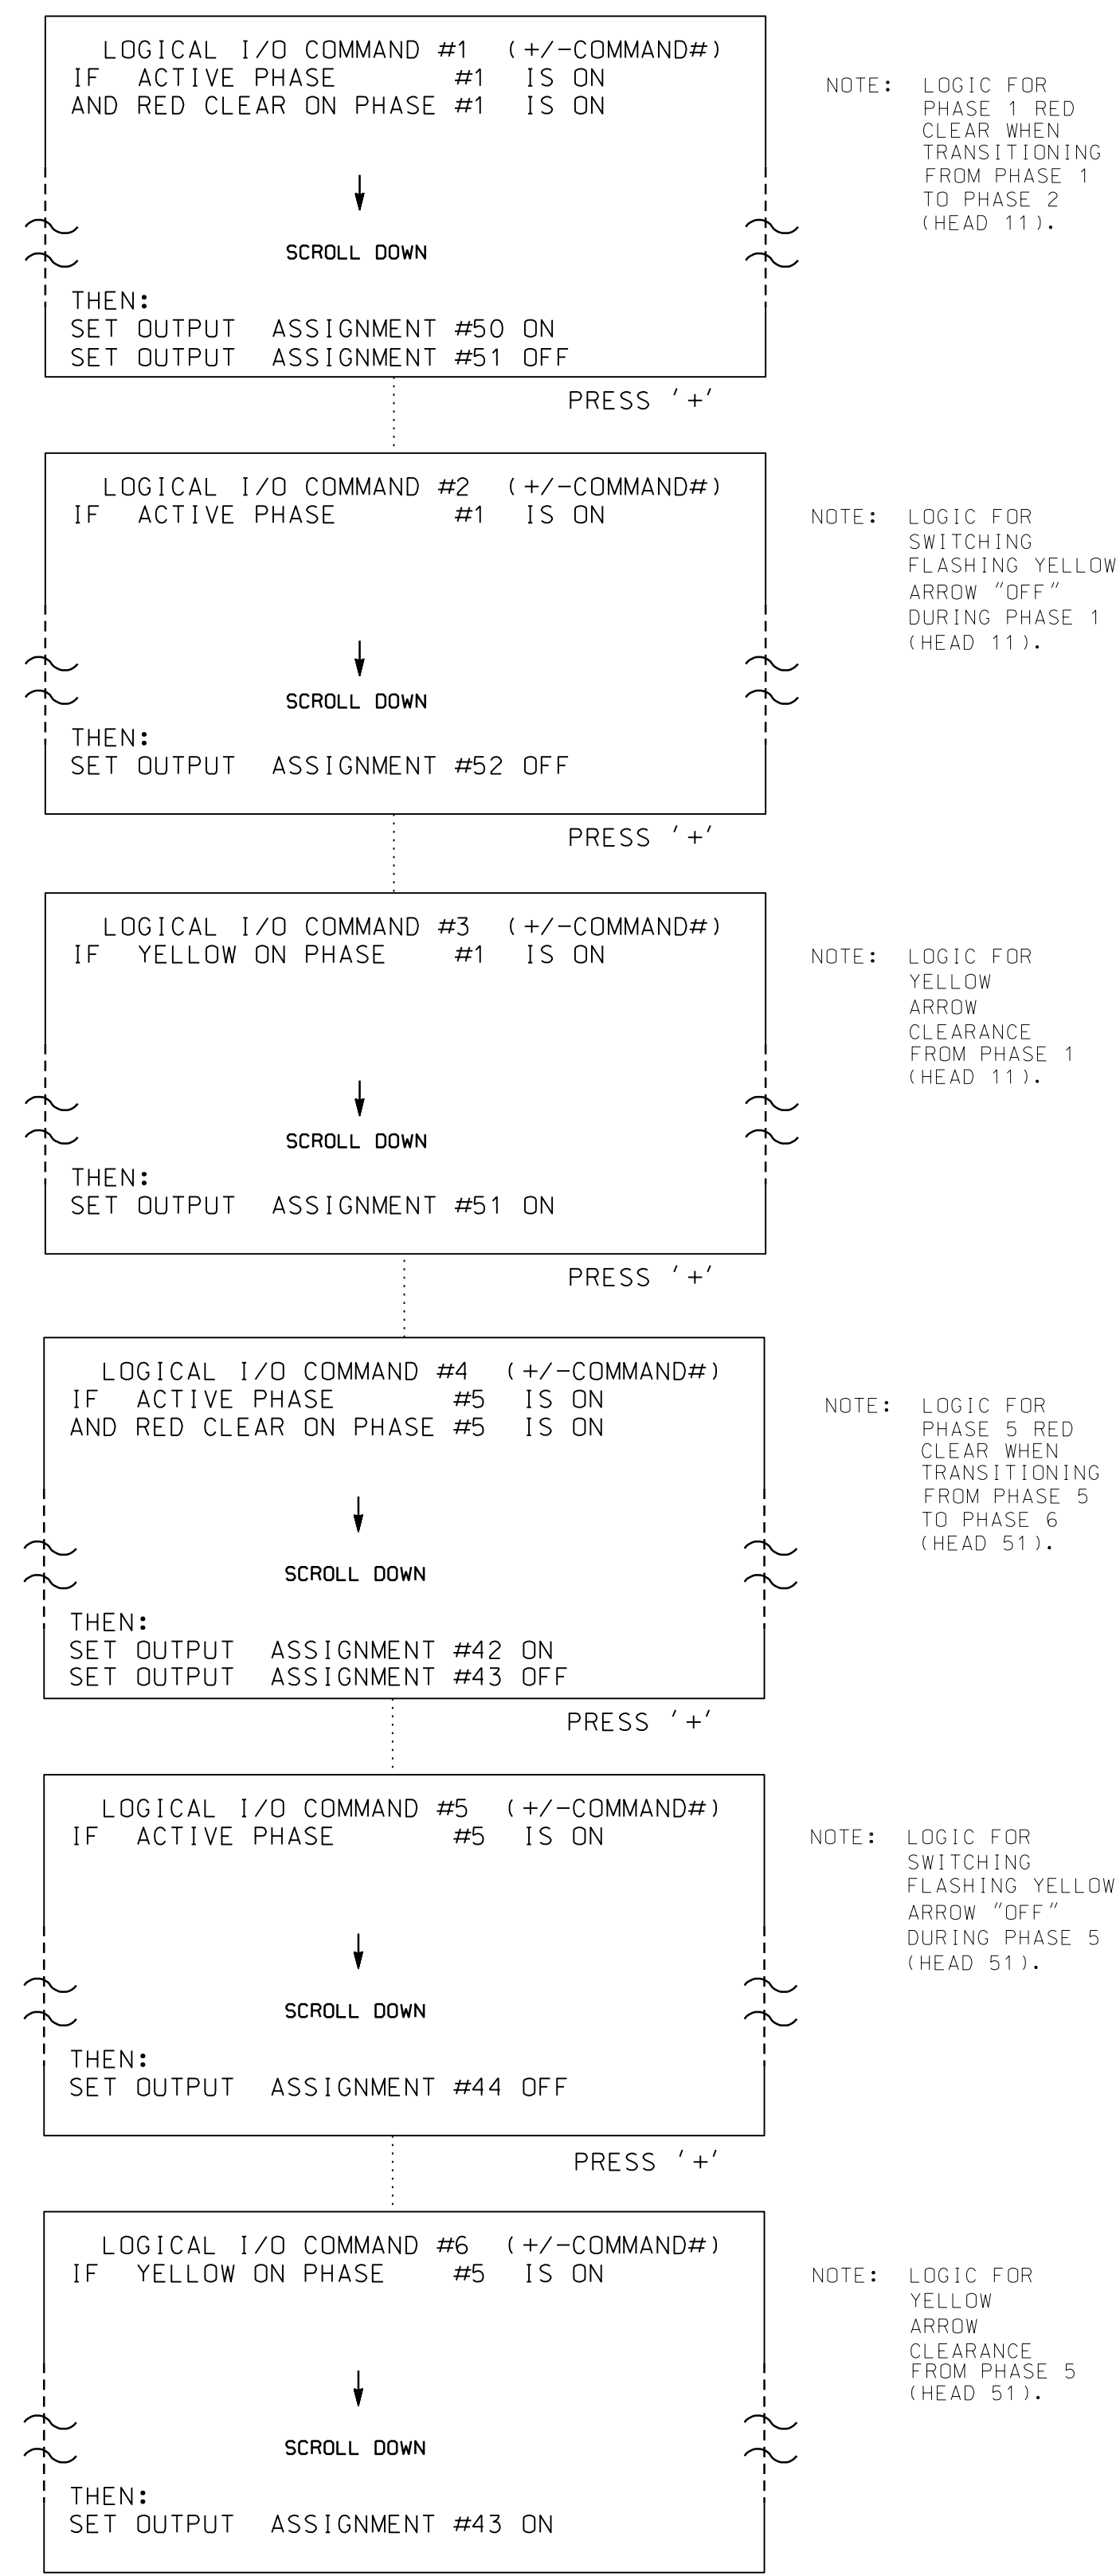 LOGICAL I/O COMMAND #1 (+/-COMMAND#)
IF ACTIVE PHASE #1 IS ON
AND RED CLEAR ON PHASE #1 IS ON
SCROLL DOWN
THEN:
SET OUTPUT ASSIGNMENT #50 ON
SET OUTPUT ASSIGNMENT #51 OFF
NOTE: LOGIC FOR
PHASE 1 RED
CLEAR WHEN
TRANSITIONING
FROM PHASE 1
TO PHASE 2
(HEAD 11).
PRESS '+'
LOGICAL I/O COMMAND #2 (+/-COMMAND#)
IF ACTIVE PHASE #1 IS ON
SCROLL DOWN
THEN:
SET OUTPUT ASSIGNMENT #52 OFF
NOTE: LOGIC FOR
SWITCHING
FLASHING YELLOW
ARROW "OFF"
DURING PHASE 1
(HEAD 11).
PRESS '+'
LOGICAL I/O COMMAND #3 (+/-COMMAND#)
IF YELLOW ON PHASE #1 IS ON
SCROLL DOWN
THEN:
SET OUTPUT ASSIGNMENT #51 ON
NOTE: LOGIC FOR
YELLOW
ARROW
CLEARANCE
FROM PHASE 1
(HEAD 11).
PRESS '+'
LOGICAL I/O COMMAND #4 (+/-COMMAND#)
IF ACTIVE PHASE #5 IS ON
AND RED CLEAR ON PHASE #5 IS ON
SCROLL DOWN
THEN:
SET OUTPUT ASSIGNMENT #42 ON
SET OUTPUT ASSIGNMENT #43 OFF
NOTE: LOGIC FOR
PHASE 5 RED
CLEAR WHEN
TRANSITIONING
FROM PHASE 5
TO PHASE 6
(HEAD 51).
PRESS '+'
LOGICAL I/O COMMAND #5 (+/-COMMAND#)
IF ACTIVE PHASE #5 IS ON
SCROLL DOWN
THEN:
SET OUTPUT ASSIGNMENT #44 OFF
NOTE: LOGIC FOR
SWITCHING
FLASHING YELLOW
ARROW "OFF"
DURING PHASE 5
(HEAD 51).
PRESS '+'
LOGICAL I/O COMMAND #6 (+/-COMMAND#)
IF YELLOW ON PHASE #5 IS ON
SCROLL DOWN
THEN:
SET OUTPUT ASSIGNMENT #43 ON
NOTE: LOGIC FOR
YELLOW
ARROW
CLEARANCE
FROM PHASE 5
(HEAD 51).